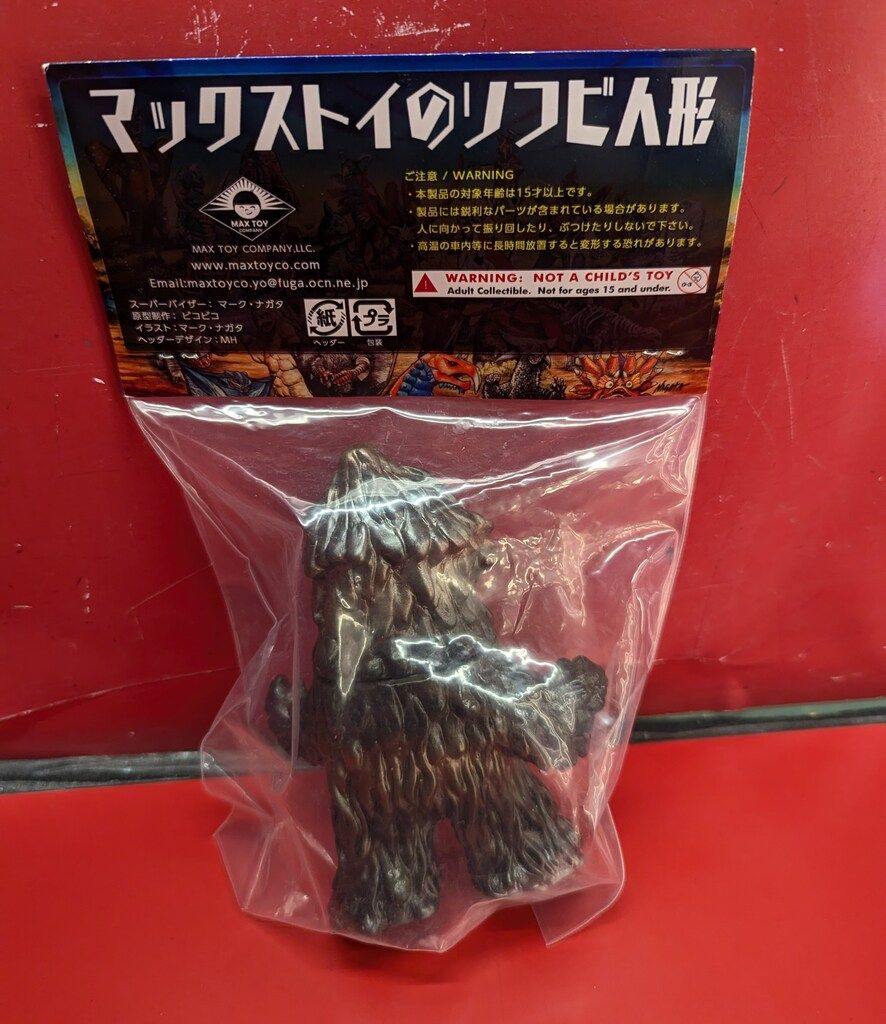 マックストイのソフビ人形
MAX TOY
COMPANY
MAX TOY COMPANY,LLC.
www.maxtoyco.com
Email:maxtoyco.yo@fuga.ocn.ne.jp
スーパーバイザー：マーク・ナガタ
原型制作：ピコピコ
イラスト：マーク・ナガタ
ヘッダーデザイン：MH
紙
ヘッダー
プラ
包装
ご注意 / WARNING
・本製品の対象年齢は15才以上です。
・製品には鋭利なパーツが含まれている場合があります。
人に向かって振り回したり、ぶつけたりしないで下さい。
・高温の車内等に長時間放置すると変形する恐れがあります。
WARNING: NOT A CHILD'S TOY
Adult Collectible. Not for ages 15 and under.
0-3
NAGATA